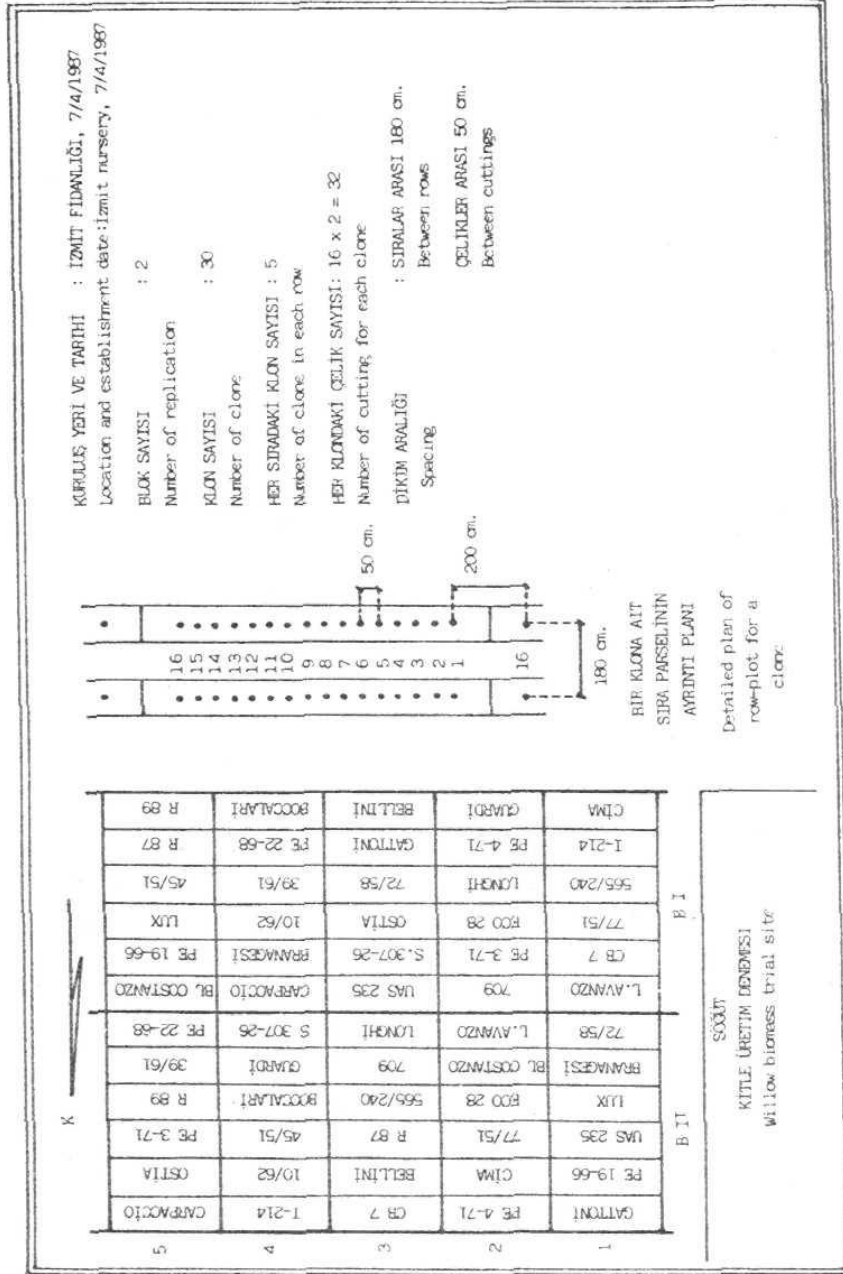 KURULUŞ YERİ VE TARİHİ : İZMİT FİDANLIĞI, 7/4/1987
Location and establishment date:İzmit nursery, 7/4/1987
BLOK SAYISI : 2
Number of replication
KLON SAYISI : 30
Number of clone
HER SIRADAKİ KLON SAYISI : 5
Number of clone in each row
HER KLONDAKİ ÇELİK SAYISI: 16 x 2 = 32
Number of cutting for each clone
DİKİM ARALIĞI : SIRALAR ARASI 180 cm.
Spacing Between rows
ÇELIKLER ARASI 50 cm.
Between cuttings
16
15
14
13
12
11
10
9
8
7
6
5
4
3
2
1
16
50 cm.
200 cm.
180 cm.
BIR KLONA AIT
SIRA PARSELİNİN
AYRINTI PLANI
Detailed plan of
row-plot for a
clone
K
R 89 BOCCALARİ BELLİNİ GUARDİ CİMA
R 87 PE 22-68 GATTONI PE 4-71 I-214
45/51 39/61 72/58 LONGHİ 565/240
LUX 10/62 OSTİA ECO 28 77/51
PE 19-66 BRANAGESİ S.307-26 PE 3-71 CB 7
BL COSTANZO CARPACCİO UAS 235 709 L.AVANZO
B I
PE 22-68 S 307-26 LONGHİ L.AVANZO 72/58
39/61 GUARDİ 709 BL COSTANZO BRANAGESİ
R 89 BOCCALARI 565/240 ECO 28 LUX
PE 3-71 45/51 R 87 77/51 UAS 235
OSTİA 10/62 BELLİNİ CİMA PE 19-66
CARPACCİO I-214 CB 7 PE 4-71 GATTONİ
B II
5
4
3
2
1
SÖĞÜT
KITLE ÜRETIM DENEMESI
Willow biomass trial site